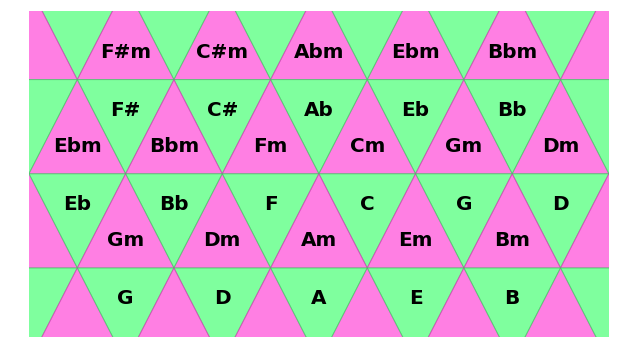 F#m C#m Abm Ebm Bbm
F# C# Ab Eb Bb
Ebm Bbm Fm Cm Gm Dm
Eb Bb F C G D
Gm Dm Am Em Bm
G D A E B